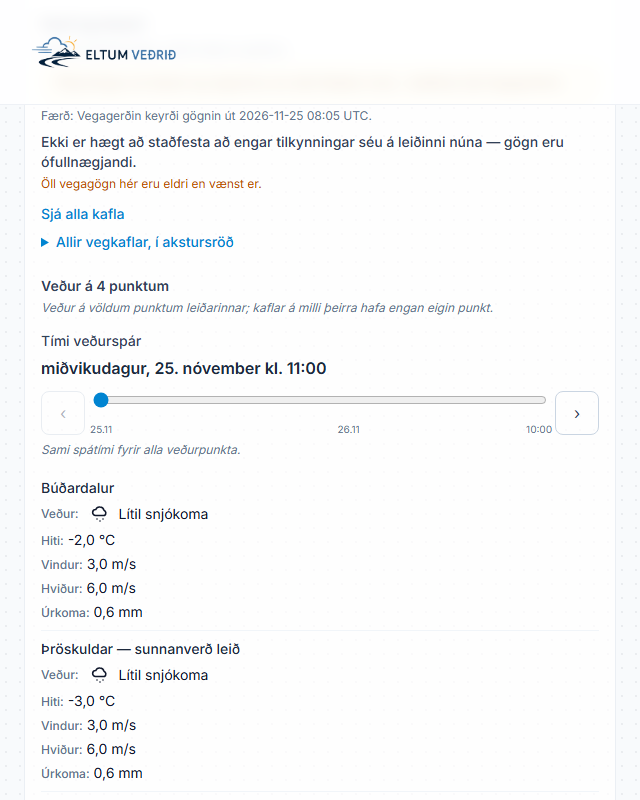 ELTUM VEÐRIÐ
Færð: Vegagerðin keyrði gögnin út 2026-11-25 08:05 UTC.
Ekki er hægt að staðfesta að engar tilkynningar séu á leiðinni núna — gögn eru
ófullnægjandi.
Öll vegagögn hér eru eldri en vænst er.
Sjá alla kafla
Allir vegkaflar, í akstursröð
Veður á 4 punktum
Veður á völdum punktum leiðarinnar; kaflar á milli þeirra hafa engan eigin punkt.
Tími veðurspár
miðvikudagur, 25. nóvember kl. 11:00
25.11 26.11 10:00
Sami spátími fyrir alla veðurpunkta.
Búðardalur
Veður: Lítil snjókoma
Hiti: -2,0 °C
Vindur: 3,0 m/s
Hviður: 6,0 m/s
Úrkoma: 0,6 mm
Þröskuldar — sunnanverð leið
Veður: Lítil snjókoma
Hiti: -3,0 °C
Vindur: 3,0 m/s
Hviður: 6,0 m/s
Úrkoma: 0,6 mm